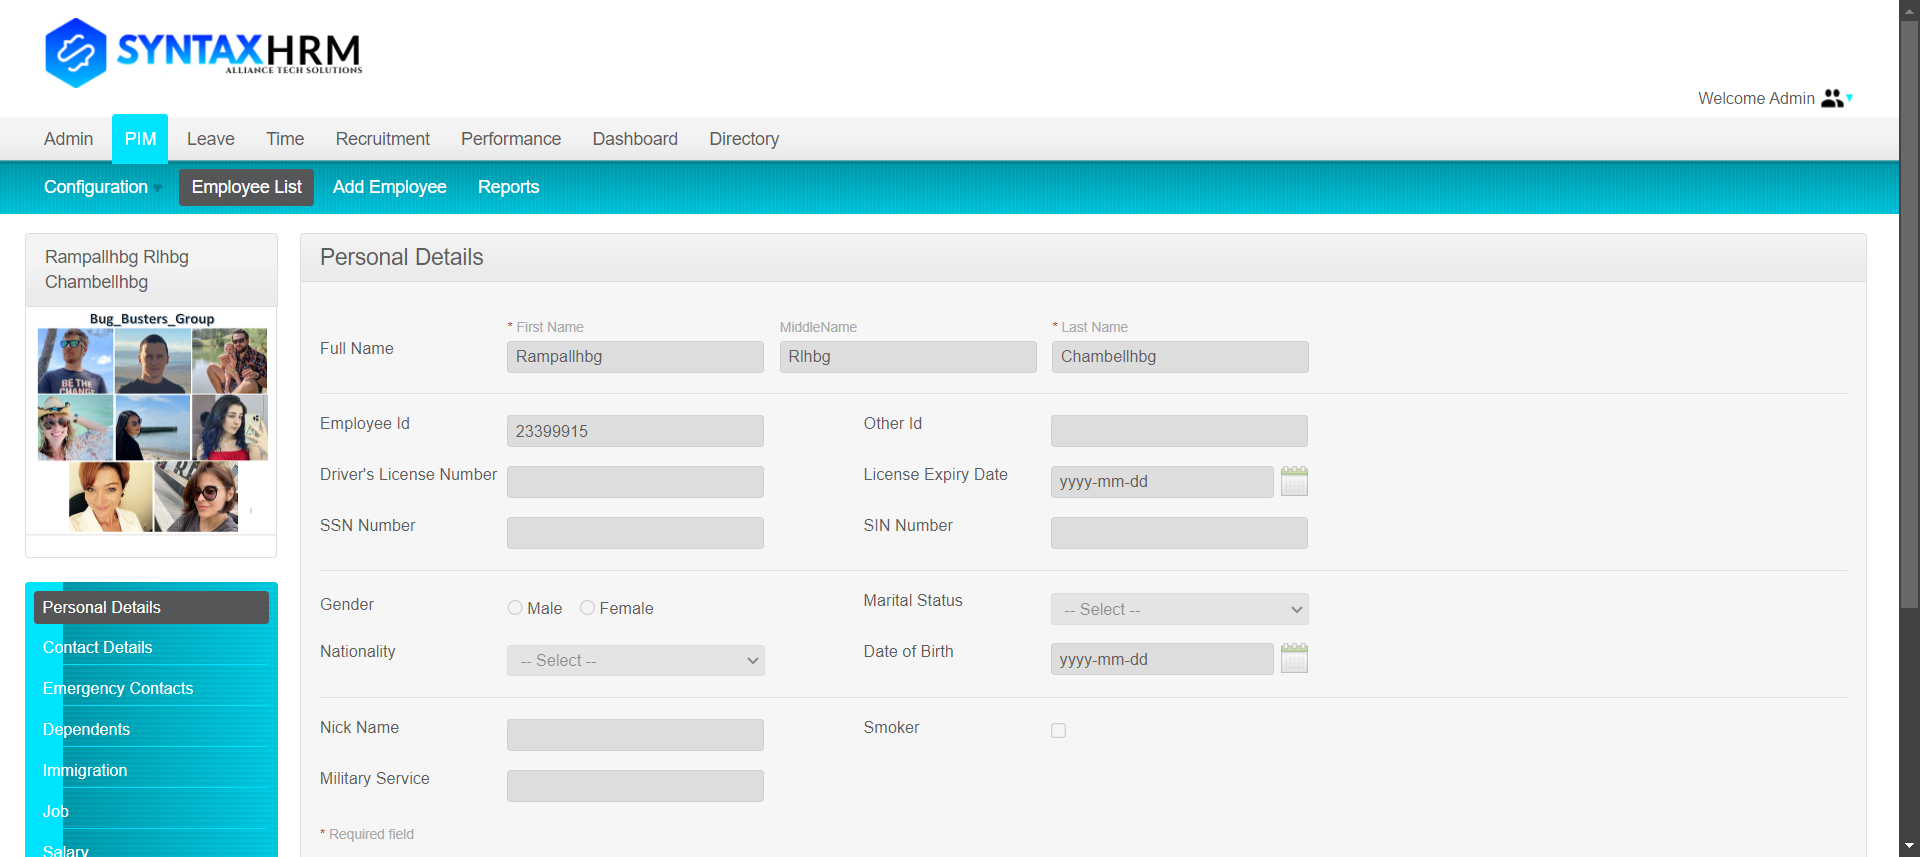 SYNTAXHRM
ALLIANCE TECH SOLUTIONS
Welcome Admin
Admin PIM Leave Time Recruitment Performance Dashboard Directory
Configuration Employee List Add Employee Reports
Rampallhbg Rlhbg
Chambellhbg
Bug_Busters_Group
BE THE
CHANGE
Personal Details
Contact Details
Emergency Contacts
Dependents
Immigration
Job
Salary
Personal Details
* First Name MiddleName * Last Name
Full Name Rampallhbg Rlhbg Chambellhbg
Employee Id 23399915 Other Id
Driver's License Number License Expiry Date yyyy-mm-dd
SSN Number SIN Number
Gender Male Female Marital Status -- Select --
Nationality -- Select -- Date of Birth yyyy-mm-dd
Nick Name Smoker
Military Service
* Required field